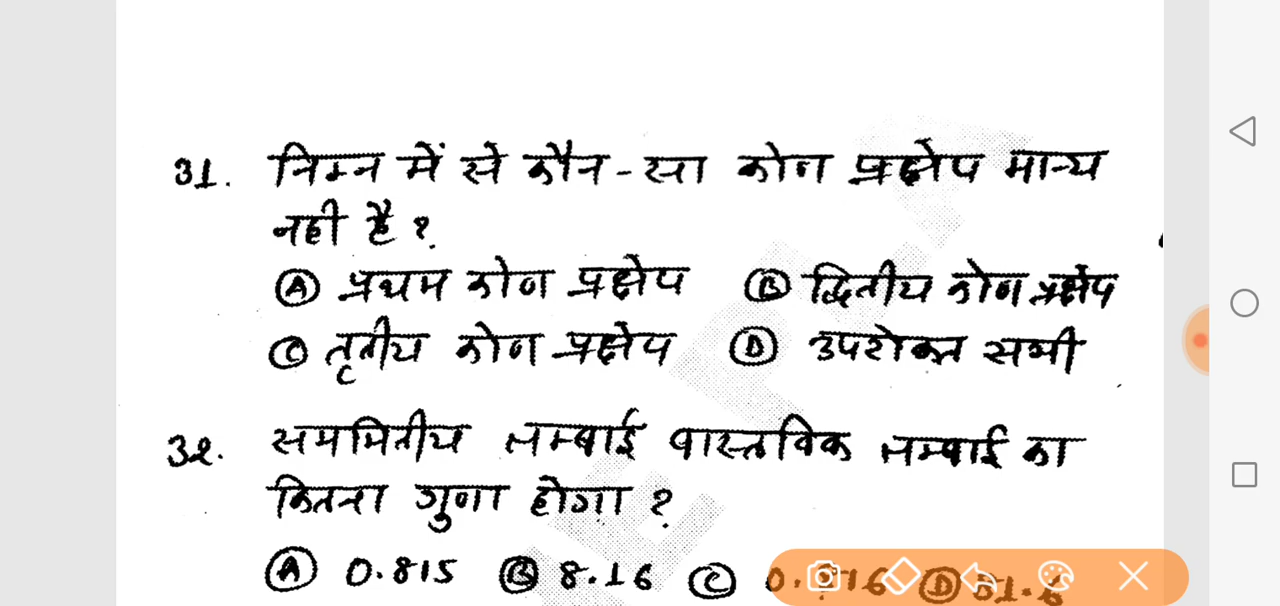 31. निम्न में से कौन-सा कोण प्रक्षेप मान्य
नही है ?
Ⓐ प्रथम कोण प्रक्षेप Ⓑ द्वितीय कोण प्रक्षेप
Ⓒ तृतीय कोण प्रक्षेप Ⓓ उपरोक्त सभी
32. सममितीय लम्बाई वास्तविक लम्बाई का
कितना गुणा होगा ?
Ⓐ 0.815 Ⓑ 8.16 Ⓒ Ⓓ